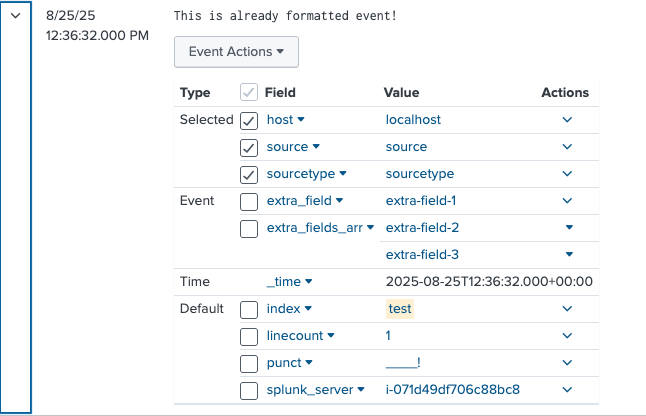 8/25/25 This is already formatted event!
12:36:32.000 PM
Event Actions
Type Field Value Actions
Selected host localhost
source source
sourcetype sourcetype
Event extra_field extra-field-1
extra_fields_arr extra-field-2
extra-field-3
Time _time 2025-08-25T12:36:32.000+00:00
Default index test
linecount 1
punct ____!
splunk_server i-071d49df706c88bc8